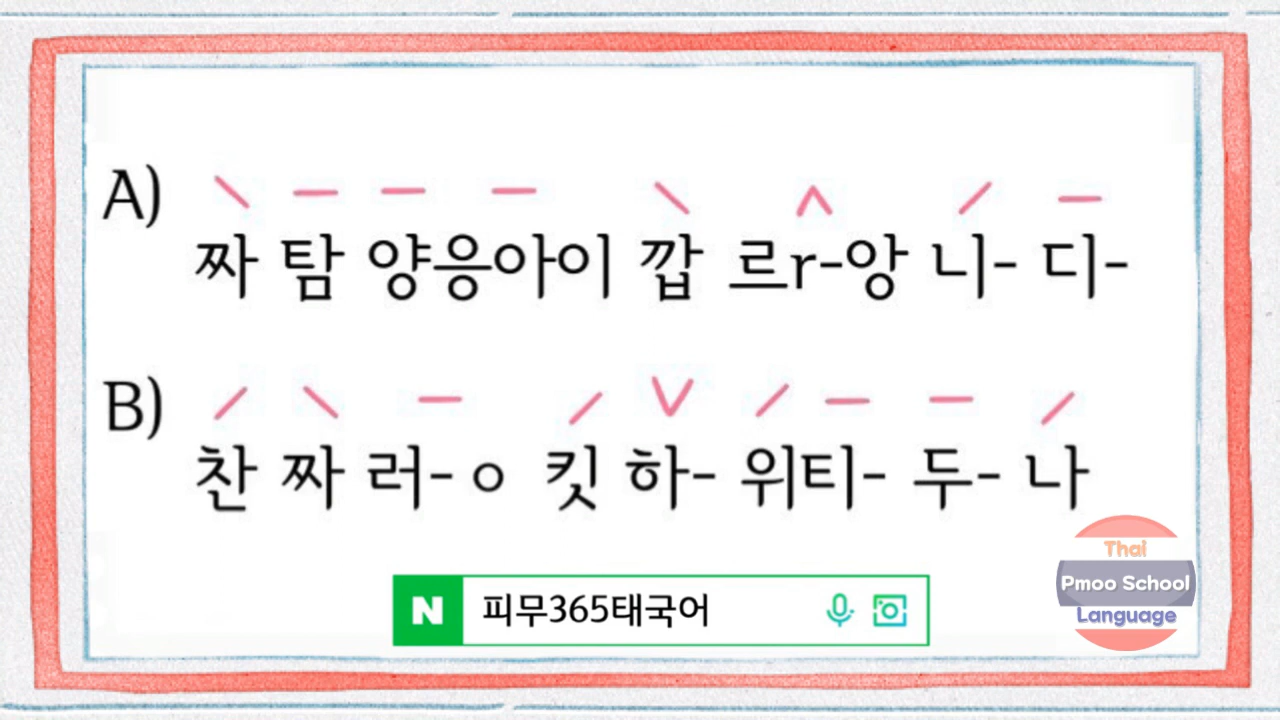 A)
짜 탐 양응아이 깝 르r-앙 니- 디-
B)
찬 짜 러-ㅇ 킷 하- 위티- 두- 나
N 피무365태국어
Thai
Pmoo School
Language